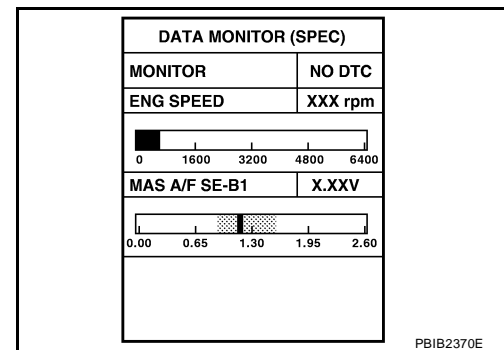 DATA MONITOR (SPEC)
MONITOR NO DTC
ENG SPEED XXX rpm
0 1600 3200 4800 6400
MAS A/F SE-B1 X.XXV
0.00 0.65 1.30 1.95 2.60
PBIB2370E